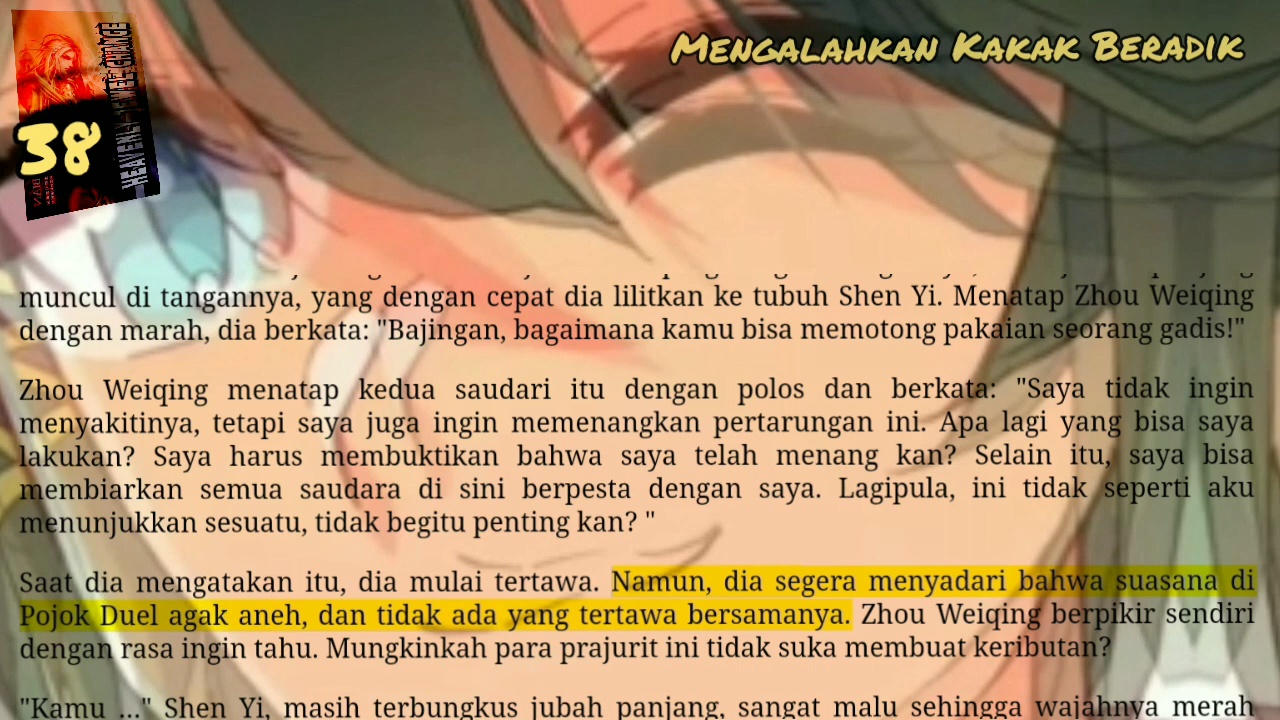 Mengalahkan Kakak Beradik
HEAVENLY JEWEL CHANGE
38
muncul di tangannya, yang dengan cepat dia lilitkan ke tubuh Shen Yi. Menatap Zhou Weiqing
dengan marah, dia berkata: "Bajingan, bagaimana kamu bisa memotong pakaian seorang gadis!"
Zhou Weiqing menatap kedua saudari itu dengan polos dan berkata: "Saya tidak ingin
menyakitinya, tetapi saya juga ingin memenangkan pertarungan ini. Apa lagi yang bisa saya
lakukan? Saya harus membuktikan bahwa saya telah menang kan? Selain itu, saya bisa
membiarkan semua saudara di sini berpesta dengan saya. Lagipula, ini tidak seperti aku
menunjukkan sesuatu, tidak begitu penting kan? "
Saat dia mengatakan itu, dia mulai tertawa. Namun, dia segera menyadari bahwa suasana di
Pojok Duel agak aneh, dan tidak ada yang tertawa bersamanya. Zhou Weiqing berpikir sendiri
dengan rasa ingin tahu. Mungkinkah para prajurit ini tidak suka membuat keributan?
"Kamu ..." Shen Yi, masih terbungkus jubah panjang, sangat malu sehingga wajahnya merah